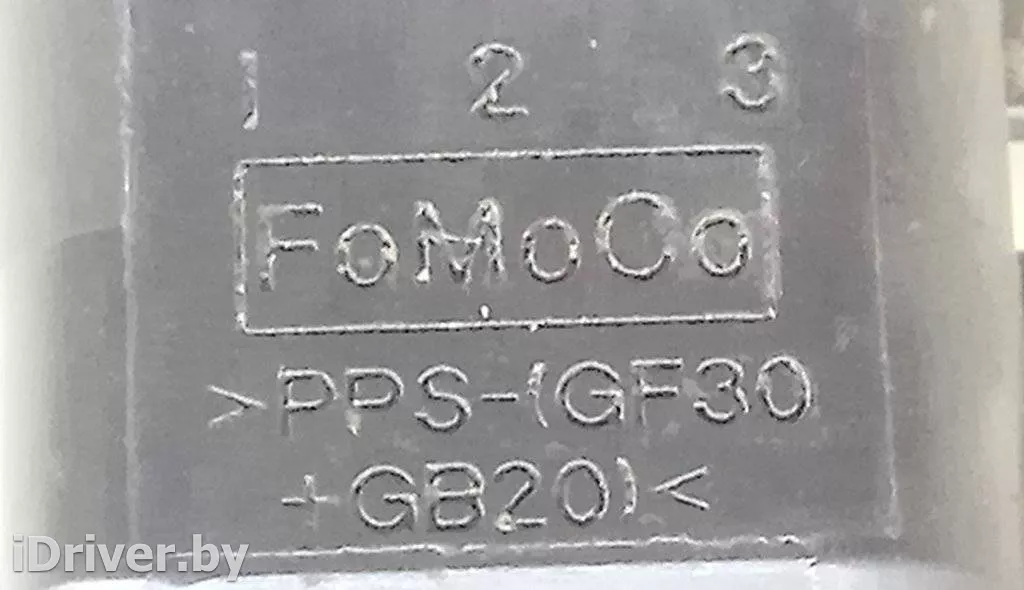 1 2 3
FoMoCo
>PPS-(GF30
+GB20)<
iDriver.by